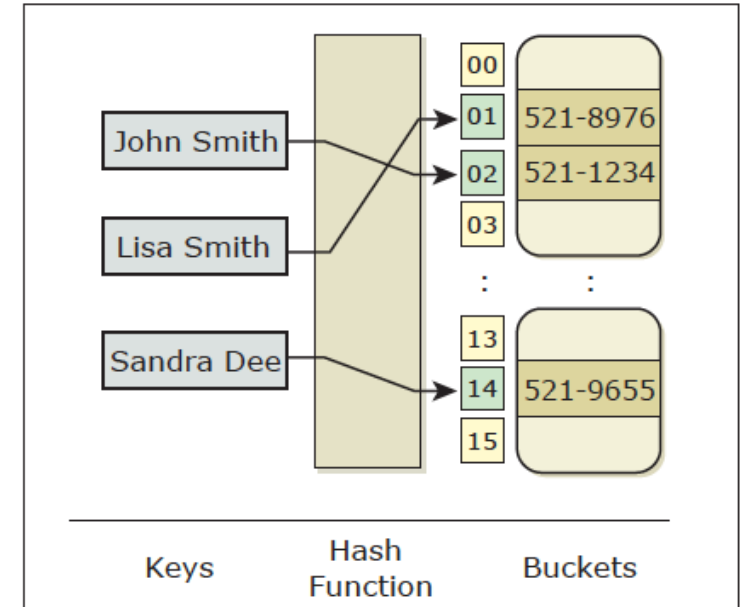 John Smith
Lisa Smith
Sandra Dee
00
01
02
03
:
13
14
15
521-8976
521-1234
:
521-9655
Keys
Hash
Function
Buckets